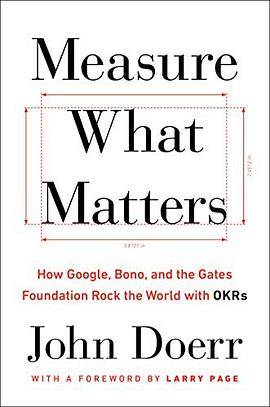 Measure
What
Matters
How Google, Bono, and the Gates
Foundation Rock the World with OKRs
John Doerr
WITH A FOREWORD BY LARRY PAGE